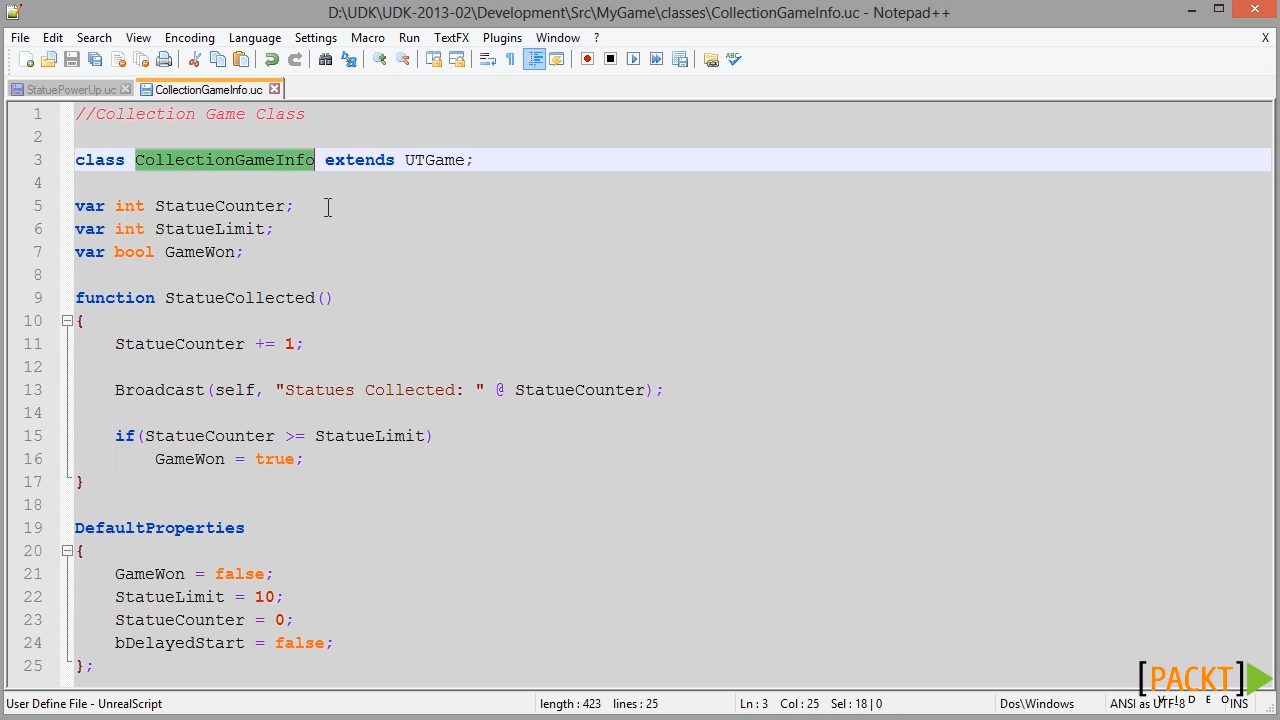 D:\UDK\UDK-2013-02\Development\Src\MyGame\classes\CollectionGameInfo.uc - Notepad++
File Edit Search View Encoding Language Settings Macro Run TextFX Plugins Window ? X
StatuePowerUp.uc CollectionGameInfo.uc
1 //Collection Game Class
2
3 class CollectionGameInfo extends UTGame;
4
5 var int StatueCounter;
6 var int StatueLimit;
7 var bool GameWon;
8
9 function StatueCollected()
10 {
11 StatueCounter += 1;
12
13 Broadcast(self, "Statues Collected: " @ StatueCounter);
14
15 if(StatueCounter >= StatueLimit)
16 GameWon = true;
17 }
18
19 DefaultProperties
20 {
21 GameWon = false;
22 StatueLimit = 10;
23 StatueCounter = 0;
24 bDelayedStart = false;
25 };
[PACKT]
VIDEO
User Define File - UnrealScript length : 423 lines : 25 Ln : 3 Col : 25 Sel : 18 | 0 Dos\Windows ANSI as UTF-8 INS